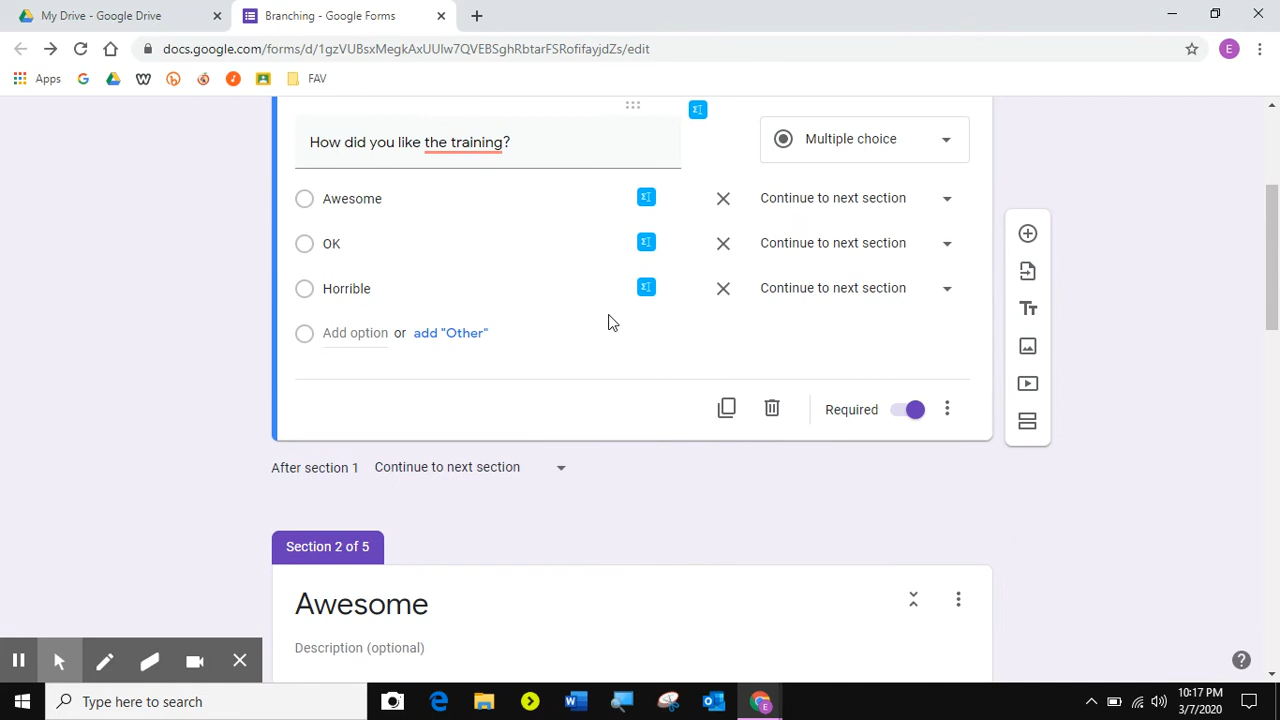 My Drive - Google Drive
Branching - Google Forms
docs.google.com/forms/d/1gzVUBsxMegkAxUUlw7QVEBSghRbtarFSRofifayjdZs/edit
E
Apps
FAV
How did you like the training?
Multiple choice
Awesome
Continue to next section
OK
Continue to next section
Horrible
Continue to next section
Add option or add "Other"
Required
After section 1 Continue to next section
Section 2 of 5
Awesome
Description (optional)
Type here to search
10:17 PM
3/7/2020